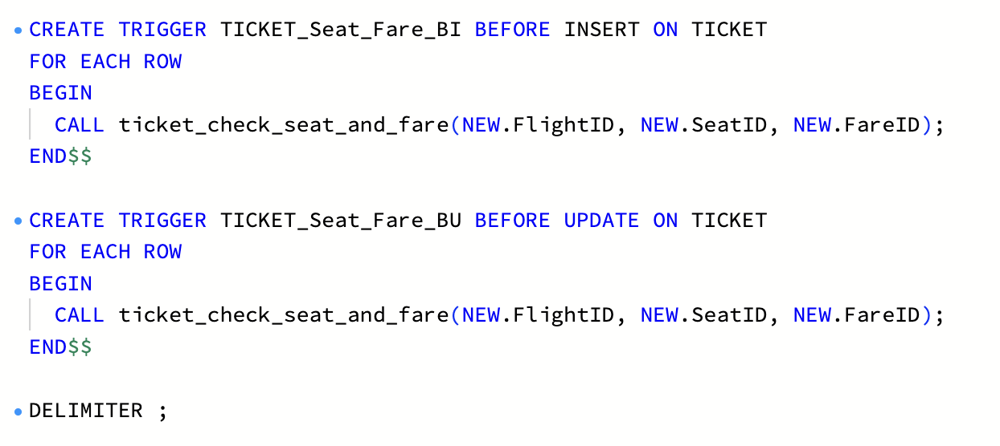 CREATE TRIGGER TICKET_Seat_Fare_BI BEFORE INSERT ON TICKET
FOR EACH ROW
BEGIN
CALL ticket_check_seat_and_fare(NEW.FlightID, NEW.SeatID, NEW.FareID);
END$$
CREATE TRIGGER TICKET_Seat_Fare_BU BEFORE UPDATE ON TICKET
FOR EACH ROW
BEGIN
CALL ticket_check_seat_and_fare(NEW.FlightID, NEW.SeatID, NEW.FareID);
END$$
DELIMITER ;